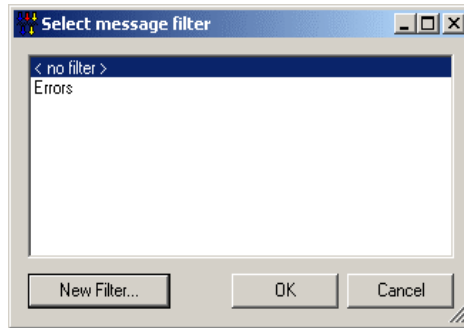 Select message filter
< no filter >
Errors
New Filter...
OK
Cancel